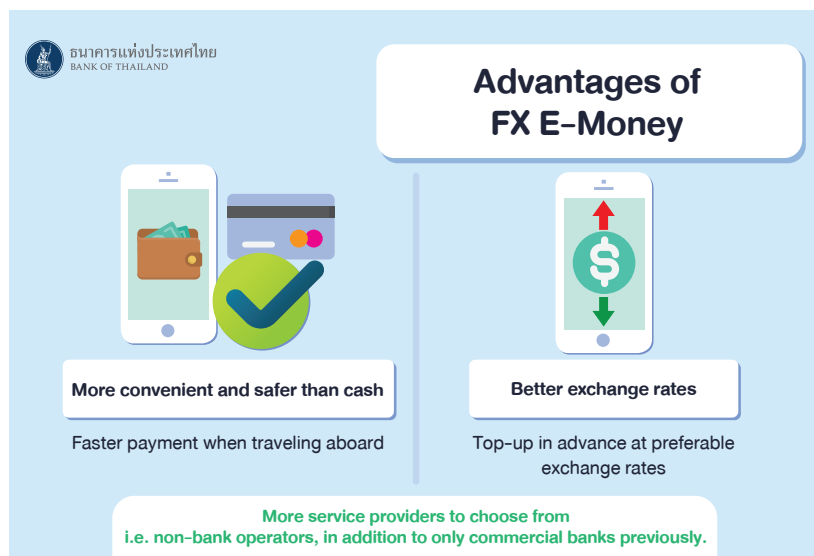 ธนาคารแห่งประเทศไทย
BANK OF THAILAND
Advantages of
FX E-Money
More convenient and safer than cash
Faster payment when traveling aboard
Better exchange rates
Top-up in advance at preferable
exchange rates
More service providers to choose from
i.e. non-bank operators, in addition to only commercial banks previously.